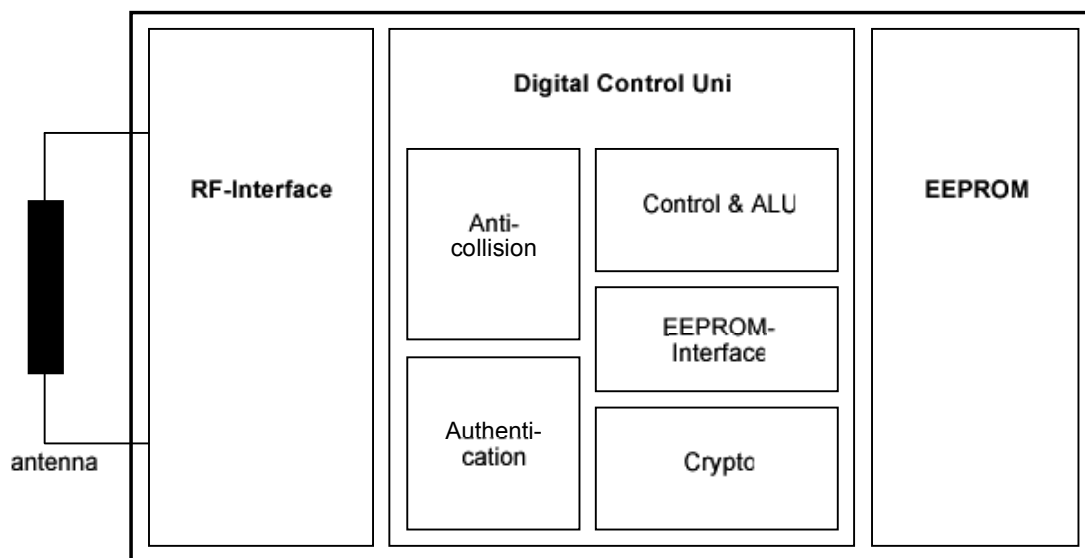 Digital Control Uni
RF-Interface
EEPROM
Anti-
collision
Control & ALU
EEPROM-
Interface
Authenti-
cation
Crypto
antenna